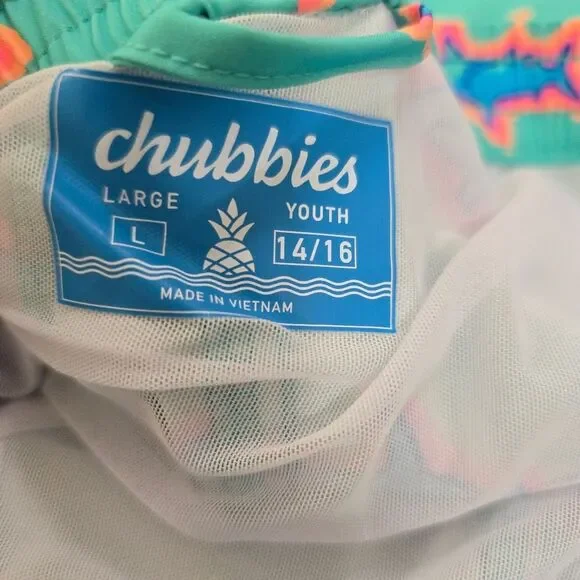 chubbies
LARGE YOUTH
L 14/16
MADE IN VIETNAM